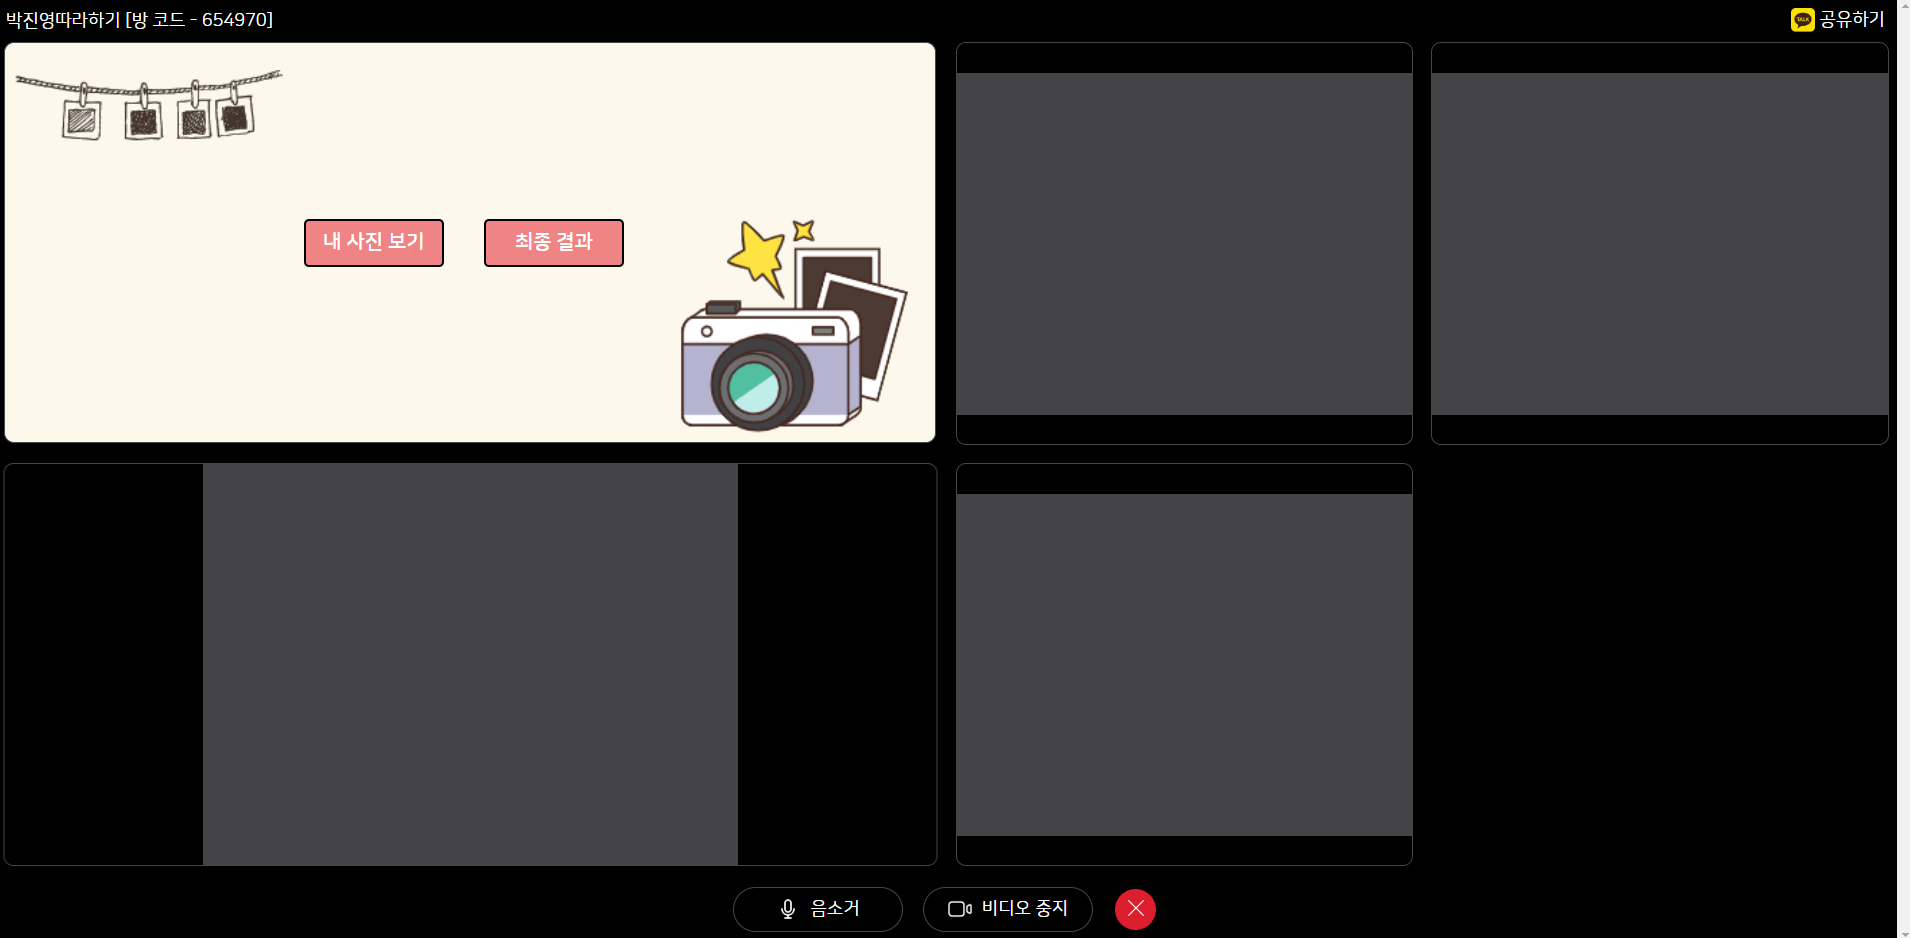 박진영따라하기 [방 코드 - 654970]
TALK 공유하기
내 사진 보기
최종 결과
음소거
비디오 중지